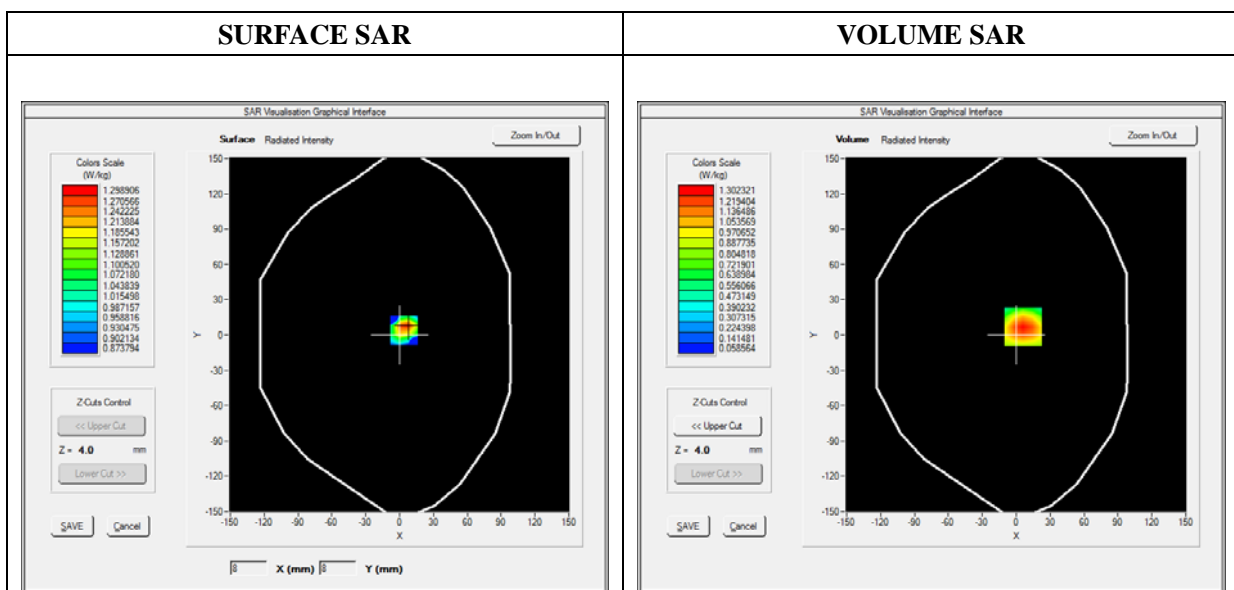 SURFACE SAR
VOLUME SAR
SAR Visualisation Graphical Interface
Surface Radiated Intensity
Zoom In/Out
Colors Scale
(W/kg)
1.298906
1.270566
1.242225
1.213884
1.185543
1.157202
1.128861
1.100520
1.072180
1.043839
1.015498
0.987157
0.958816
0.930475
0.902134
0.873794
150
120
90
60
30
0
-30
-60
-90
-120
-150
Y
-150 -120 -90 -60 -30 0 30 60 90 120 150
X
Z-Cuts Control
<< Upper Cut
Z = 4.0 mm
Lower Cut >>
SAVE Cancel
8 X (mm) 8 Y (mm)
SAR Visualisation Graphical Interface
Volume Radiated Intensity
Zoom In/Out
Colors Scale
(W/kg)
1.302321
1.219404
1.136486
1.053569
0.970652
0.887735
0.804818
0.721901
0.638984
0.556066
0.473149
0.390232
0.307315
0.224398
0.141481
0.058564
150
120
90
60
30
0
-30
-60
-90
-120
-150
Y
-150 -120 -90 -60 -30 0 30 60 90 120 150
X
Z-Cuts Control
<< Upper Cut
Z = 4.0 mm
Lower Cut >>
SAVE Cancel